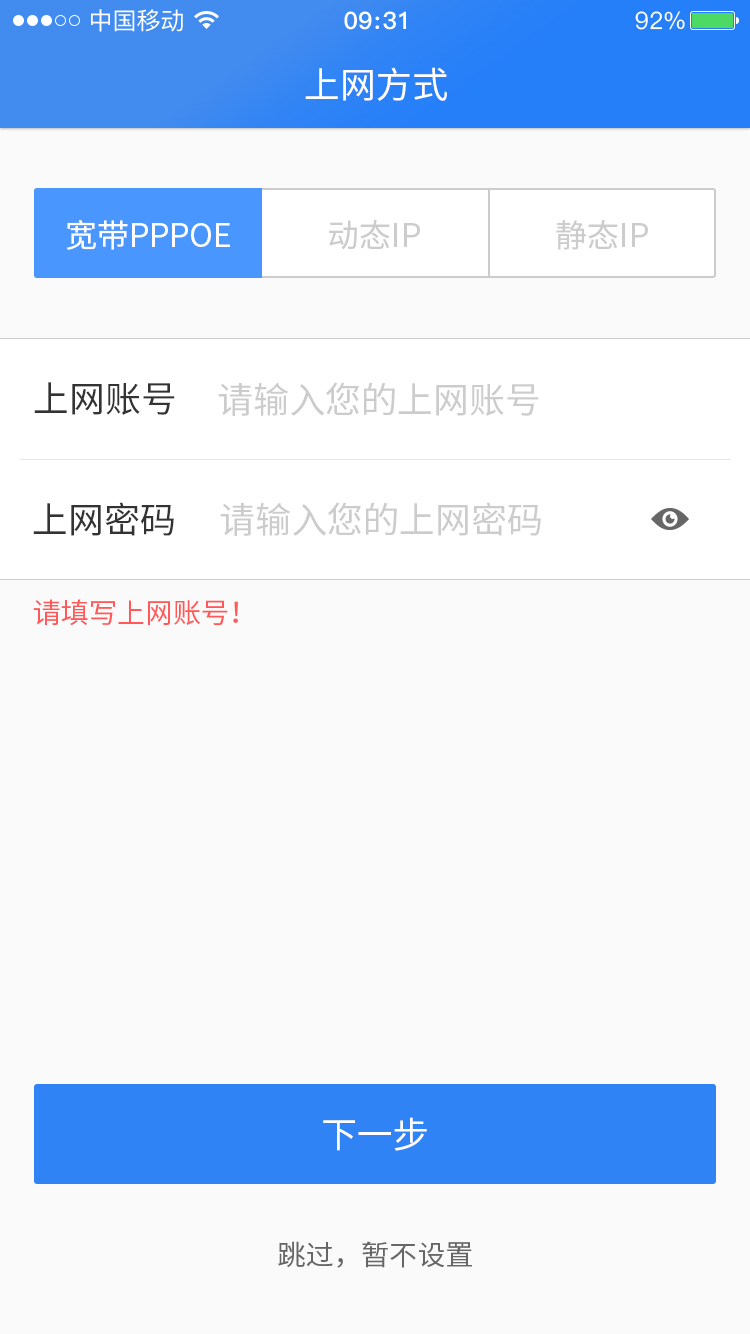 中国移动 09:31 92%
上网方式
宽带PPPOE 动态IP 静态IP
上网账号 请输入您的上网账号
上网密码 请输入您的上网密码
请填写上网账号！
下一步
跳过，暂不设置